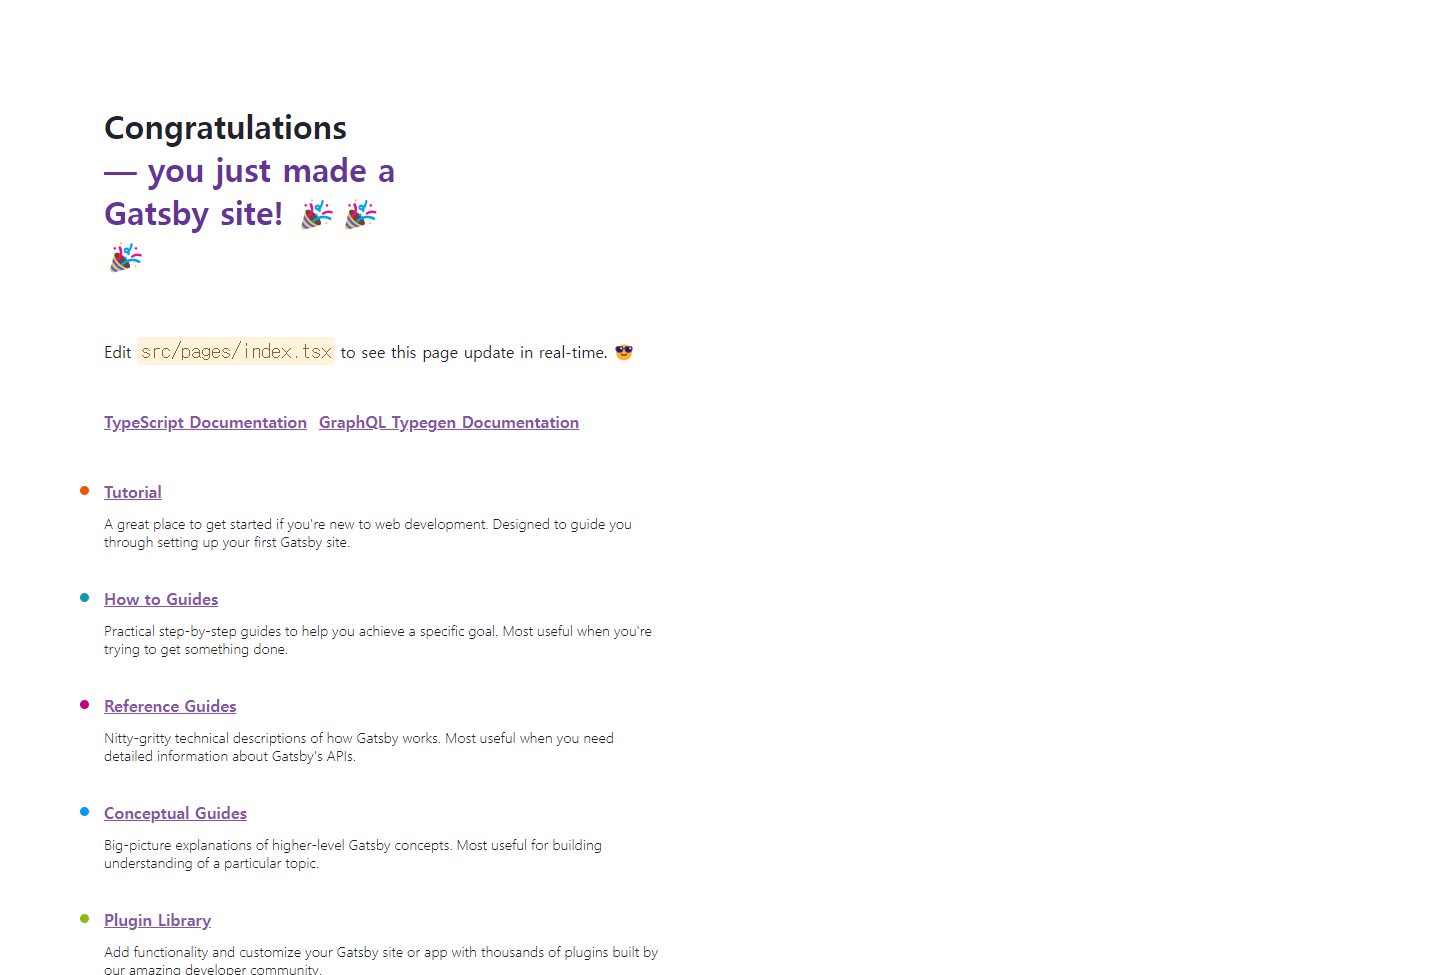 Congratulations
— you just made a
Gatsby site! 🎉🎉
🎉
Edit src/pages/index.tsx to see this page update in real-time. 😎
TypeScript Documentation GraphQL Typegen Documentation
Tutorial
A great place to get started if you're new to web development. Designed to guide you
through setting up your first Gatsby site.
How to Guides
Practical step-by-step guides to help you achieve a specific goal. Most useful when you're
trying to get something done.
Reference Guides
Nitty-gritty technical descriptions of how Gatsby works. Most useful when you need
detailed information about Gatsby's APIs.
Conceptual Guides
Big-picture explanations of higher-level Gatsby concepts. Most useful for building
understanding of a particular topic.
Plugin Library
Add functionality and customize your Gatsby site or app with thousands of plugins built by
our amazing developer community.